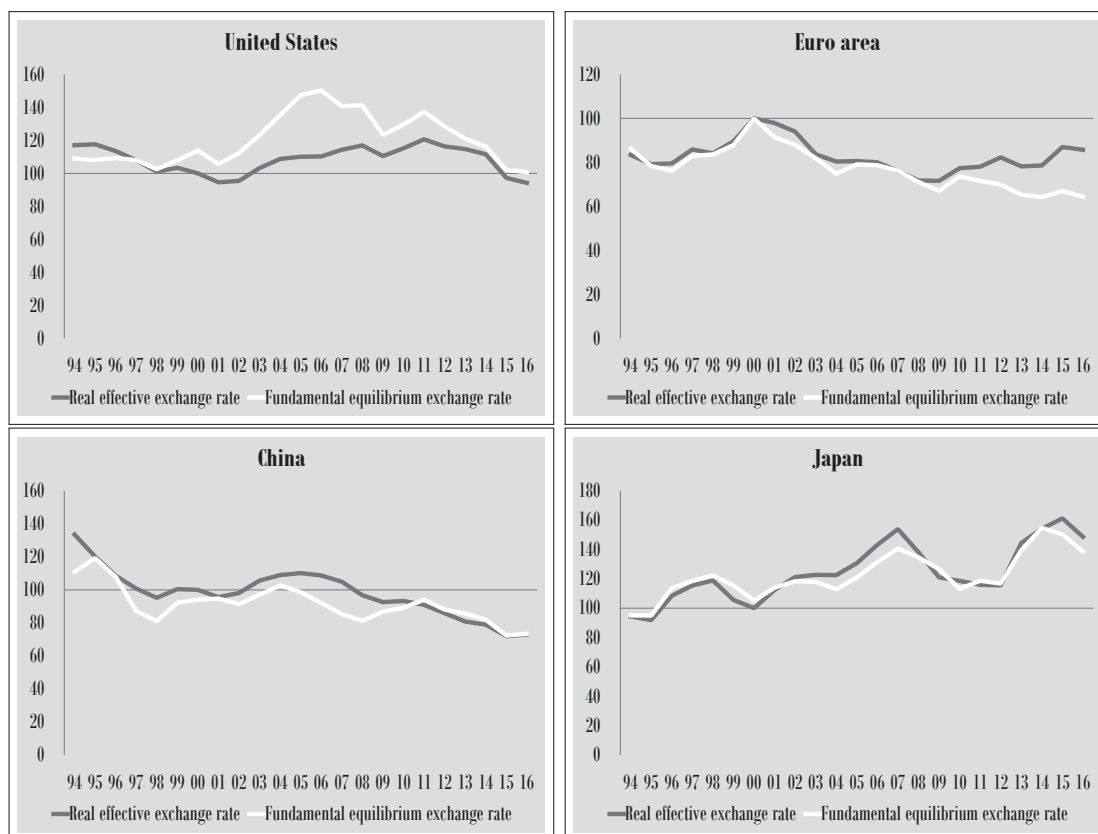 United States
160
140
120
100
80
60
40
20
0
94 95 96 97 98 99 00 01 02 03 04 05 06 07 08 09 10 11 12 13 14 15 16
Real effective exchange rate Fundamental equilibrium exchange rate
Euro area
120
100
80
60
40
20
0
94 95 96 97 98 99 00 01 02 03 04 05 06 07 08 09 10 11 12 13 14 15 16
Real effective exchange rate Fundamental equilibrium exchange rate
China
160
140
120
100
80
60
40
20
0
94 95 96 97 98 99 00 01 02 03 04 05 06 07 08 09 10 11 12 13 14 15 16
Real effective exchange rate Fundamental equilibrium exchange rate
Japan
180
160
140
120
100
80
60
40
20
0
94 95 96 97 98 99 00 01 02 03 04 05 06 07 08 09 10 11 12 13 14 15 16
Real effective exchange rate Fundamental equilibrium exchange rate